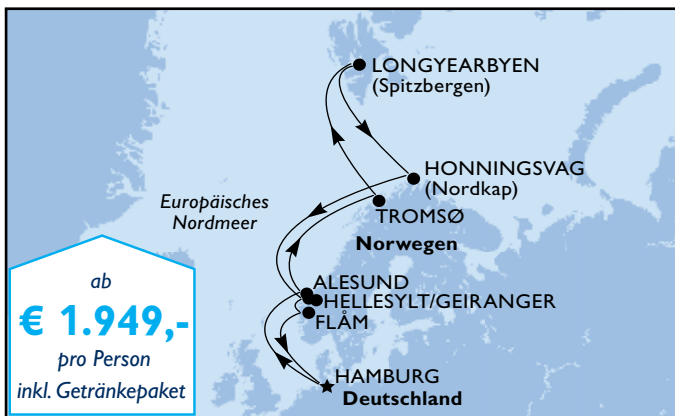 LONGYEARBYEN
(Spitzbergen)
HONNINGSVAG
(Nordkap)
Europäisches
Nordmeer
TROMSØ
Norwegen
ALESUND
HELLESYLT/GEIRANGER
FLÅM
HAMBURG
Deutschland
ab
€ 1.949,-
pro Person
inkl. Getränkepaket